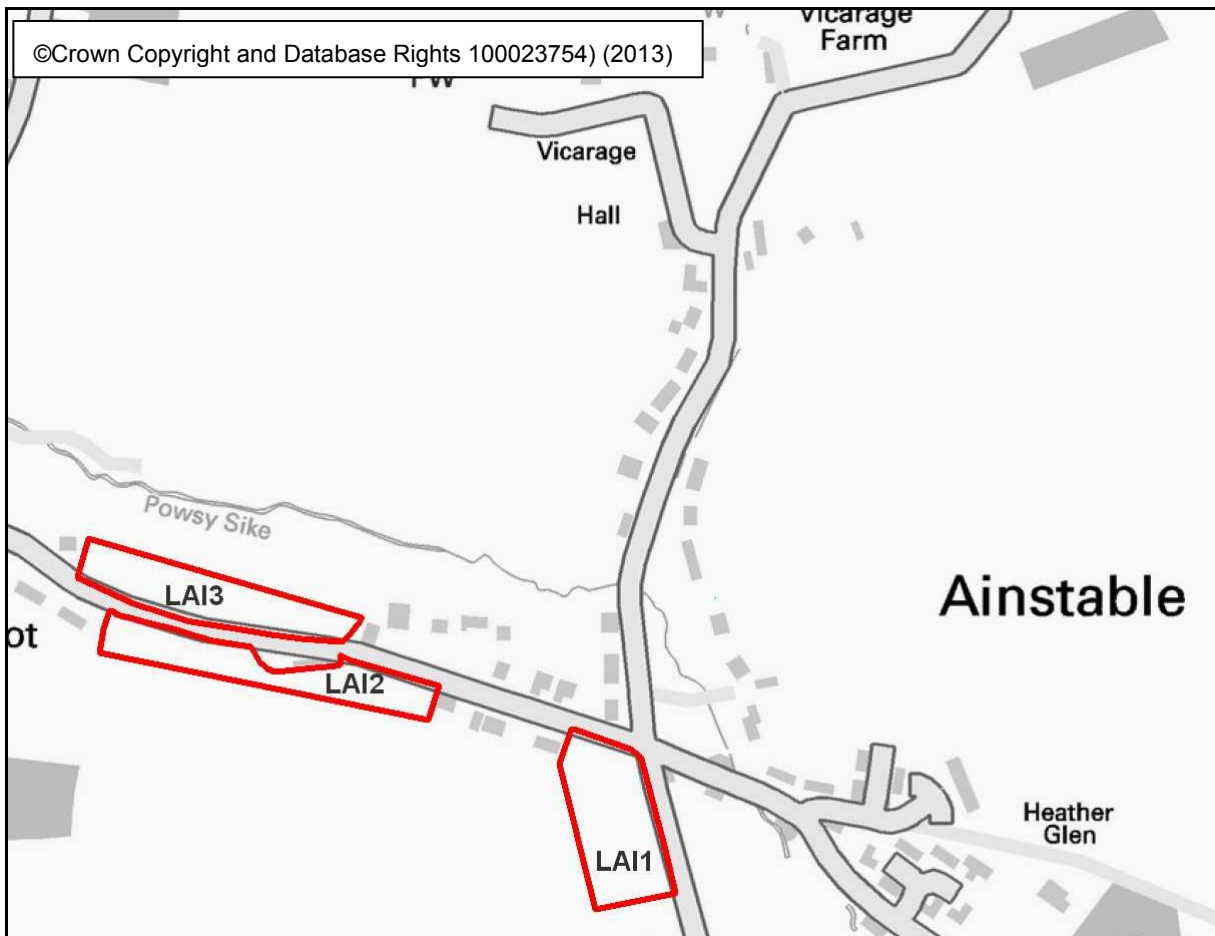 ©Crown Copyright and Database Rights 100023754) (2013)
Vicarage
Farm
Vicarage
Hall
Powsy Sike
LAI3
Ainstable
ot
LAI2
Heather
Glen
LAI1